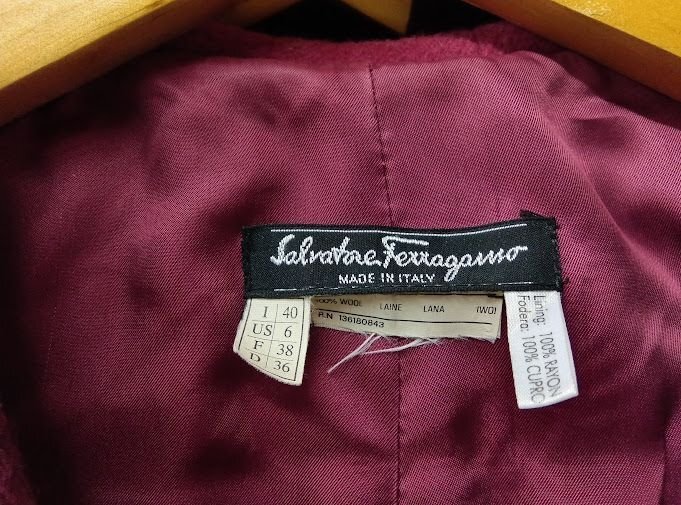 Salvatore Ferragamo
MADE IN ITALY
I 40
US 6
F 38
D 36
100% WOOL LAINE LANA (WO)
R.N 136180843
Lining: 100% RAYON
Fodera: 100% CUPRO